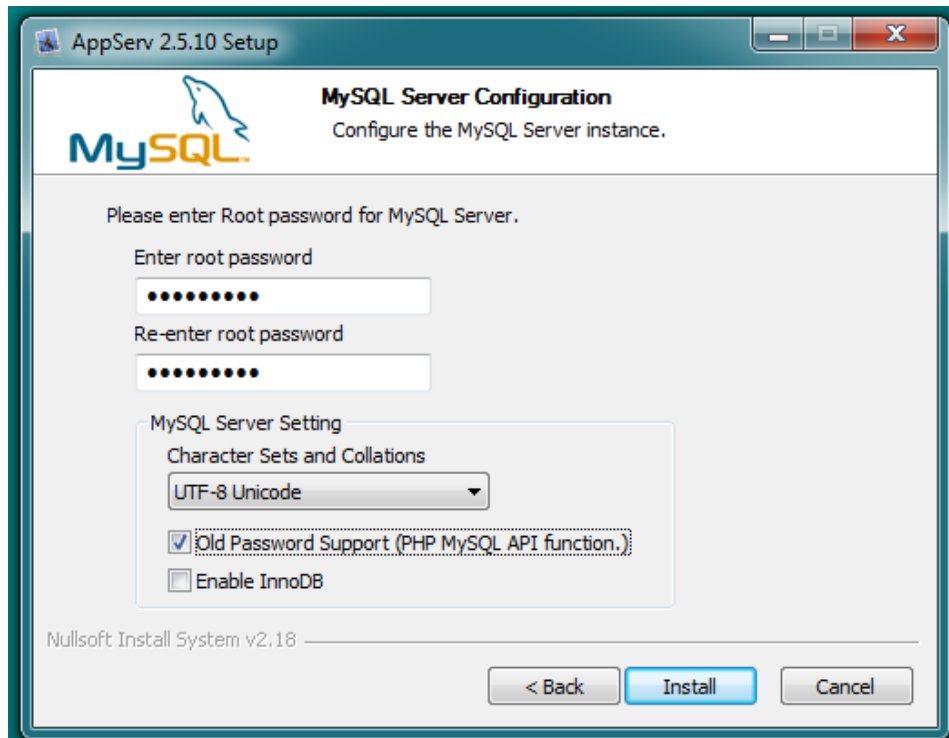 AppServ 2.5.10 Setup
MySQL
MySQL Server Configuration
Configure the MySQL Server instance.
Please enter Root password for MySQL Server.
Enter root password
•••••••••
Re-enter root password
•••••••••
MySQL Server Setting
Character Sets and Collations
UTF-8 Unicode
Old Password Support (PHP MySQL API function.)
Enable InnoDB
Nullsoft Install System v2.18
< Back Install Cancel